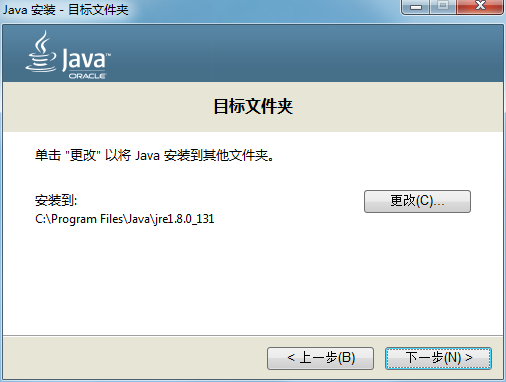 Java 安装 - 目标文件夹
Java™
ORACLE
目标文件夹
单击 "更改" 以将 Java 安装到其他文件夹。
安装到:
更改(C)...
C:\Program Files\Java\jre1.8.0_131
< 上一步(B)
下一步(N) >